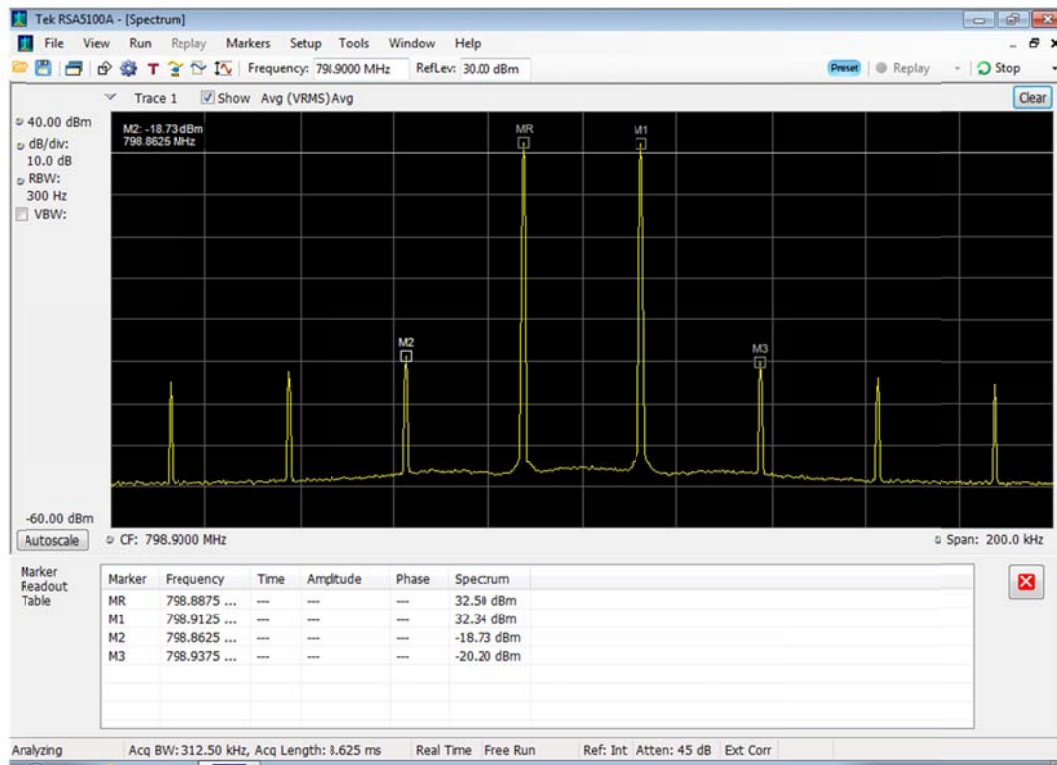 Tek RSA5100A - [Spectrum]
File View Run Replay Markers Setup Tools Window Help
Frequency: 798.9000 MHz RefLev: 30.00 dBm Preset Replay Stop
Trace 1 Show Avg (VRMS)Avg Clear
40.00 dBm
dB/div:
10.0 dB
RBW:
300 Hz
VBW:
M2: -18.73 dBm
798.8625 MHz
MR M1
M2 M3
-60.00 dBm
Autoscale CF: 798.9000 MHz Span: 200.0 kHz
Marker
Readout
Table
Marker Frequency Time Amplitude Phase Spectrum
MR 798.8875 ... --- --- --- dBm
M1 798.9125 ... --- --- --- 32.34 dBm
M2 798.8625 ... --- --- --- -18.73 dBm
M3 798.9375 ... --- --- --- -20.20 dBm
Analyzing Acq BW: 312.50 kHz, Acq Length: ms Real Time Free Run Ref: Int Atten: 45 dB Ext Corr